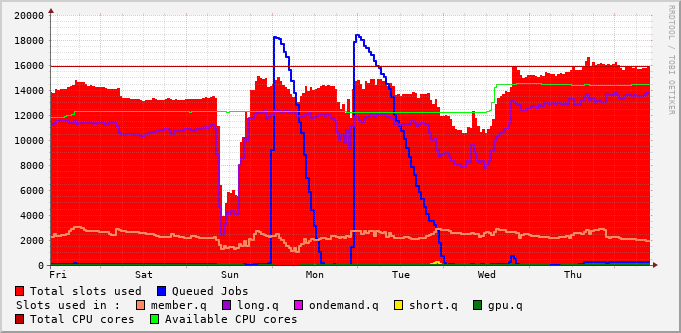 RRDTOOL / TOBI OETIKER
20000
18000
16000
14000
12000
10000
8000
6000
4000
2000
0
Fri Sat Sun Mon Tue Wed Thu
Total slots used Queued Jobs
Slots used in : member.q long.q ondemand.q short.q gpu.q
Total CPU cores Available CPU cores